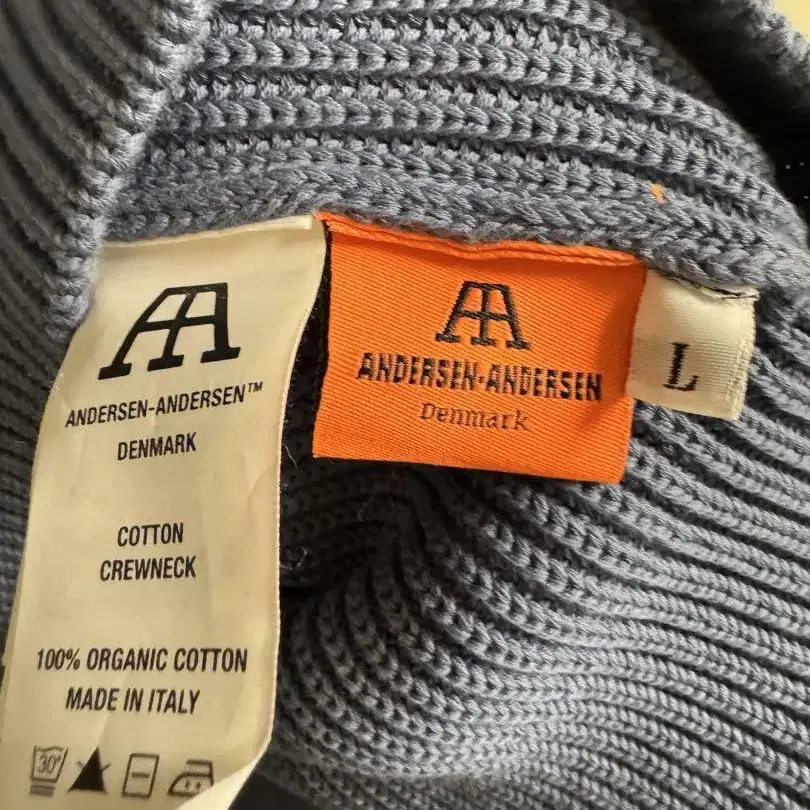 AA
ANDERSEN-ANDERSEN™
DENMARK
COTTON
CREWNECK
100% ORGANIC COTTON
MADE IN ITALY
30°
AA
ANDERSEN-ANDERSEN
Denmark
L